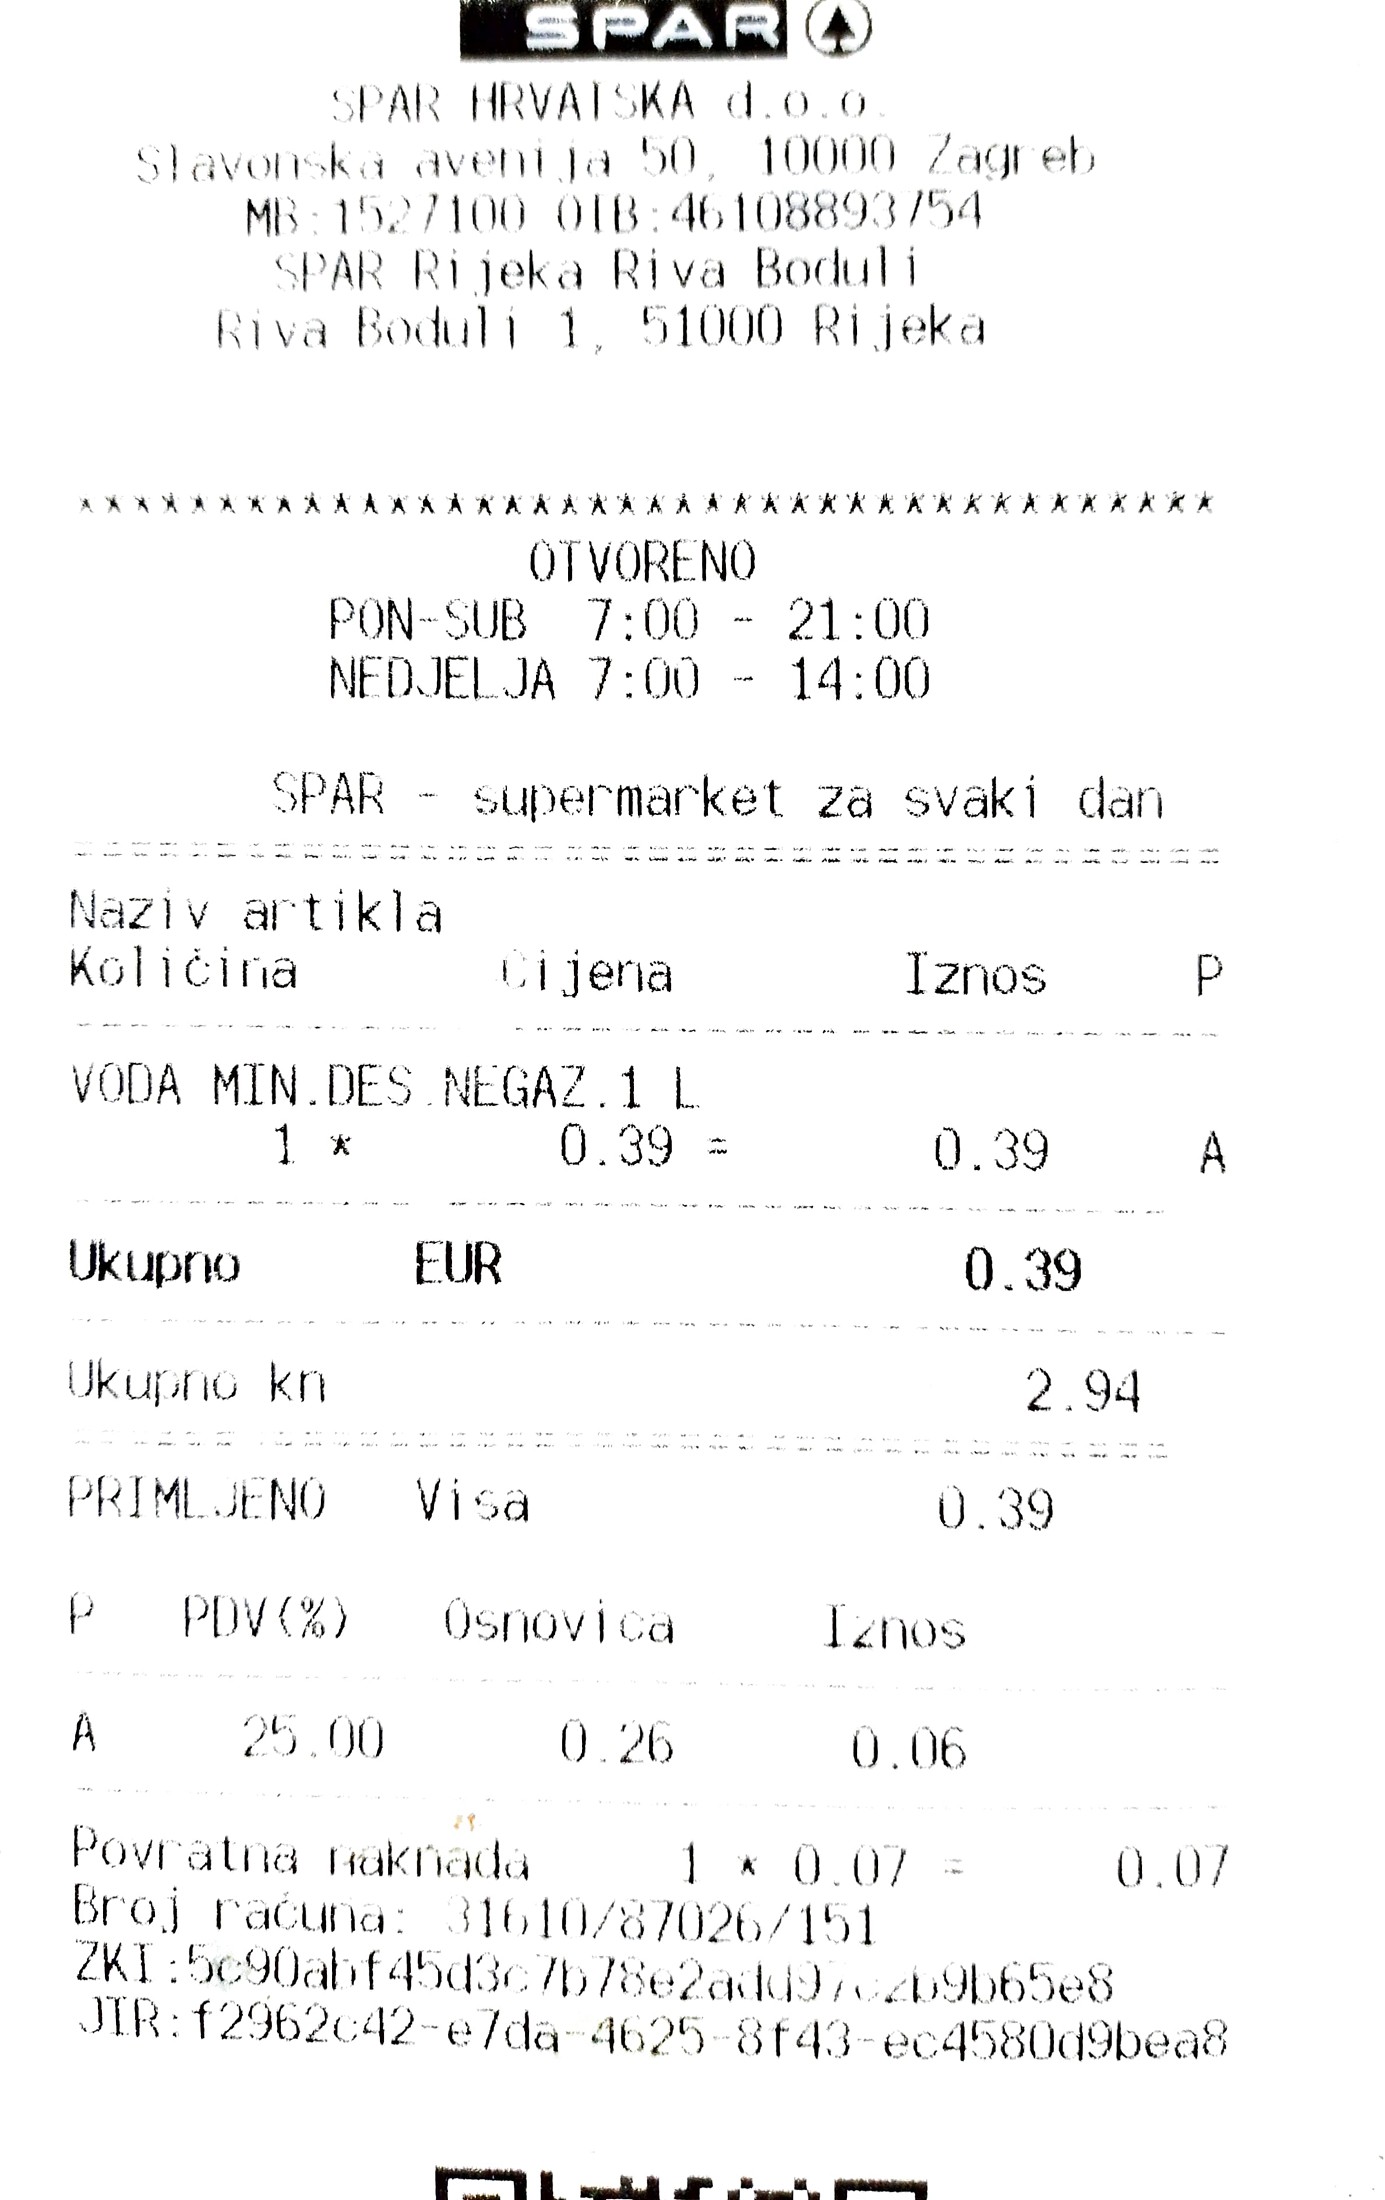 SPAR
SPAR HRVATSKA d.o.o.
Slavonska avenija 50, 10000 Zagreb
MB:1527100 OIB:46108893754
SPAR Rijeka Riva Boduli
Riva Boduli 1, 51000 Rijeka
****************************************
OTVORENO
PON-SUB 7:00 - 21:00
NEDJELJA 7:00 - 14:00
SPAR - supermarket za svaki dan
Naziv artikla
Količina Cijena Iznos P
VODA MIN.DES.NEGAZ.1 L
1 * 0.39 = 0.39 A
Ukupno EUR 0.39
Ukupno kn 2.94
PRIMLJENO Visa 0.39
P PDV(%) Osnovica Iznos
A 25.00 0.26 0.06
Povratna naknada 1 * 0.07 = 0.07
Broj računa: 31610/87026/151
ZKI:5c90abf45d3c7b78e2add97c2b9b65e8
JIR:f2962c42-e7da-4625-8f43-ec4580d9bea8